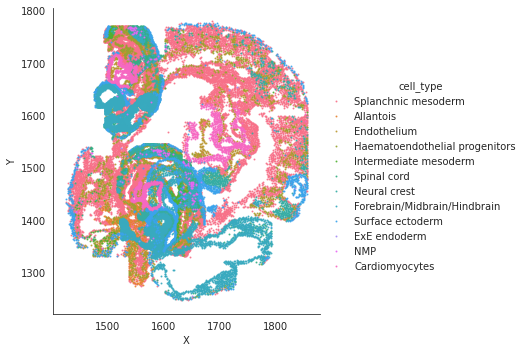 1800
1700
1600
1500
1400
1300
Y
1500
1600
1700
1800
X
cell_type
Splanchnic mesoderm
Allantois
Endothelium
Haematoendothelial progenitors
Intermediate mesoderm
Spinal cord
Neural crest
Forebrain/Midbrain/Hindbrain
Surface ectoderm
ExE endoderm
NMP
Cardiomyocytes